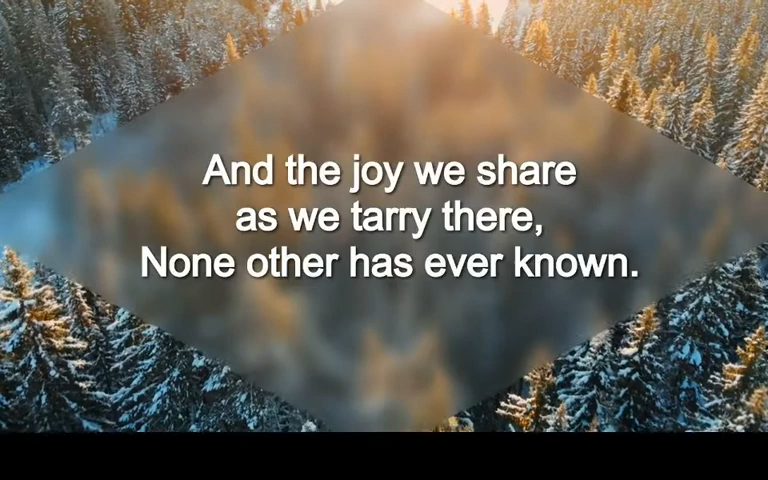 And the joy we share
as we tarry there,
None other has ever known.